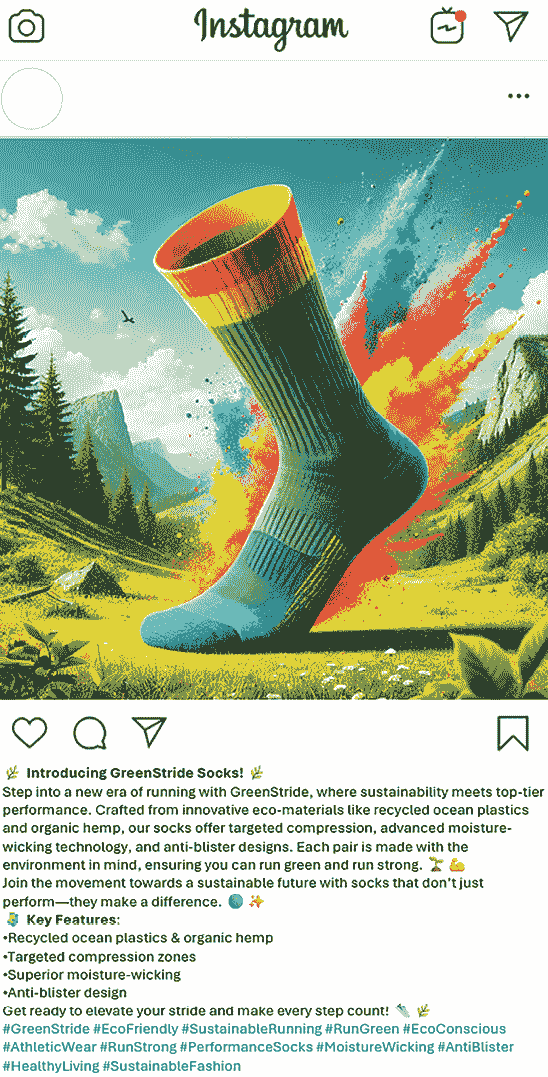 Instagram
🌿 Introducing GreenStride Socks! 🌿
Step into a new era of running with GreenStride, where sustainability meets top-tier
performance. Crafted from innovative eco-materials like recycled ocean plastics
and organic hemp, our socks offer targeted compression, advanced moisture-
wicking technology, and anti-blister designs. Each pair is made with the
environment in mind, ensuring you can run green and run strong. 🌱 💪
Join the movement towards a sustainable future with socks that don't just
perform—they make a difference. 🌍 ✨
Key Features:
•Recycled ocean plastics & organic hemp
•Targeted compression zones
•Superior moisture-wicking
•Anti-blister design
Get ready to elevate your stride and make every step count! 👟 🌿
#GreenStride #EcoFriendly #SustainableRunning #RunGreen #EcoConscious
#AthleticWear #RunStrong #PerformanceSocks #MoistureWicking #AntiBlister
#HealthyLiving #SustainableFashion